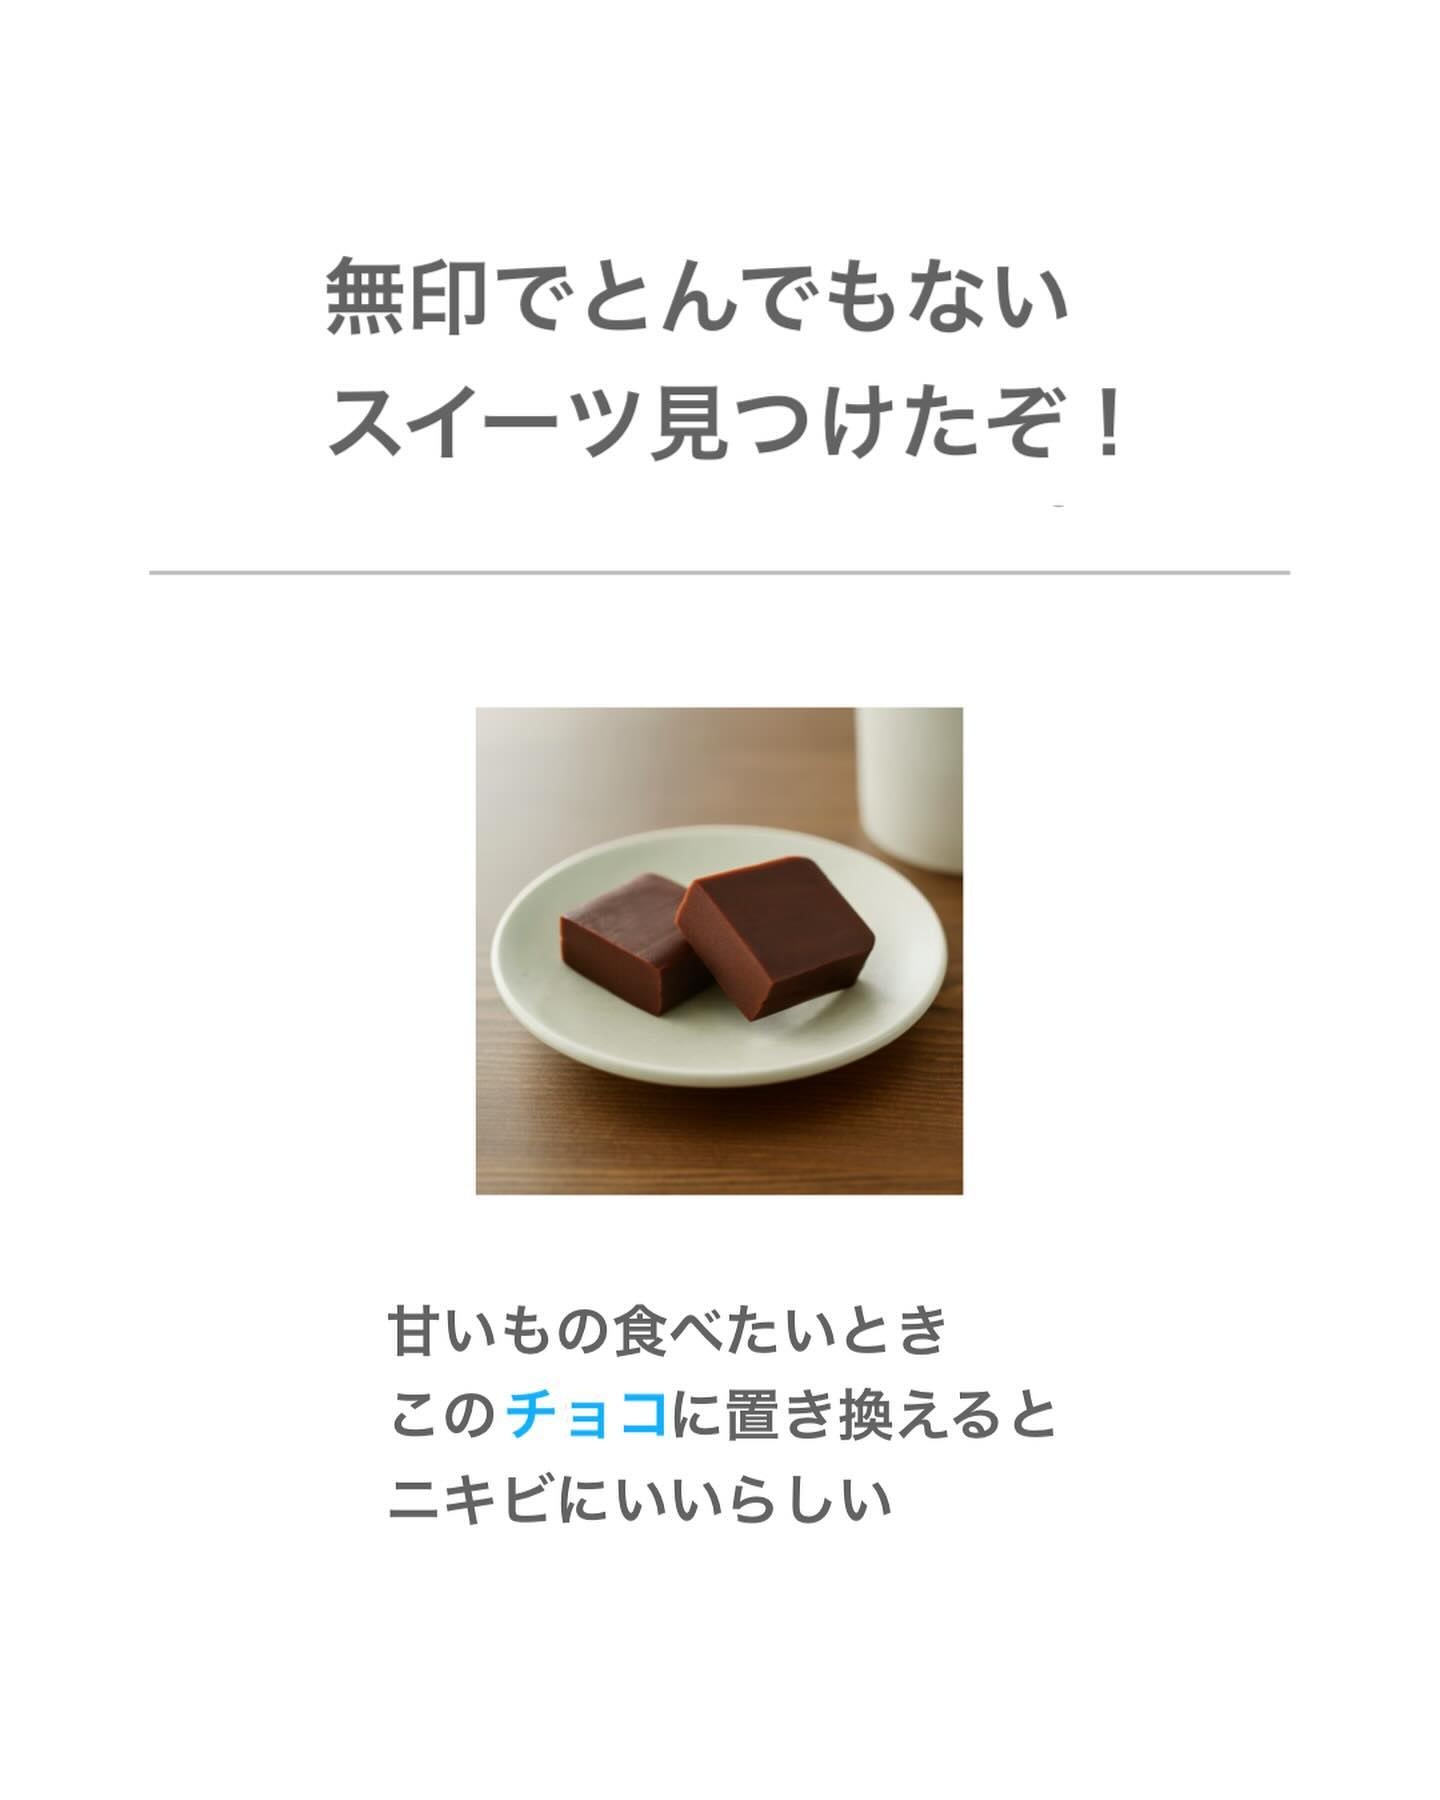 無印でとんでもない
スイーツ見つけたぞ！
甘いもの食べたいとき
このチョコに置き換えると
ニキビにいいらしい